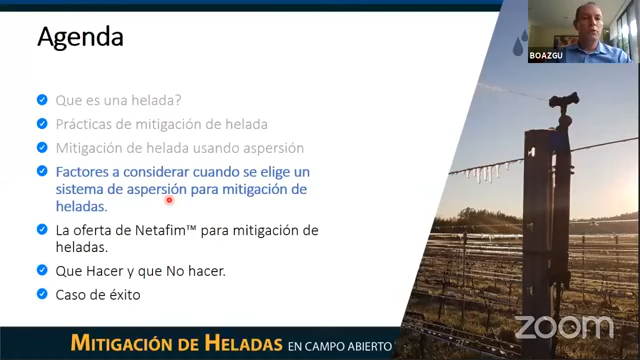 Agenda
BOAZGU
Que es una helada?
Prácticas de mitigación de helada
Mitigación de helada usando aspersión
Factores a considerar cuando se elige un
sistema de aspersión para mitigación de
heladas.
La oferta de Netafim™ para mitigación de
heladas.
Que Hacer y que No hacer.
Caso de éxito
zoom
MITIGACIÓN DE HELADAS EN CAMPO ABIERTO